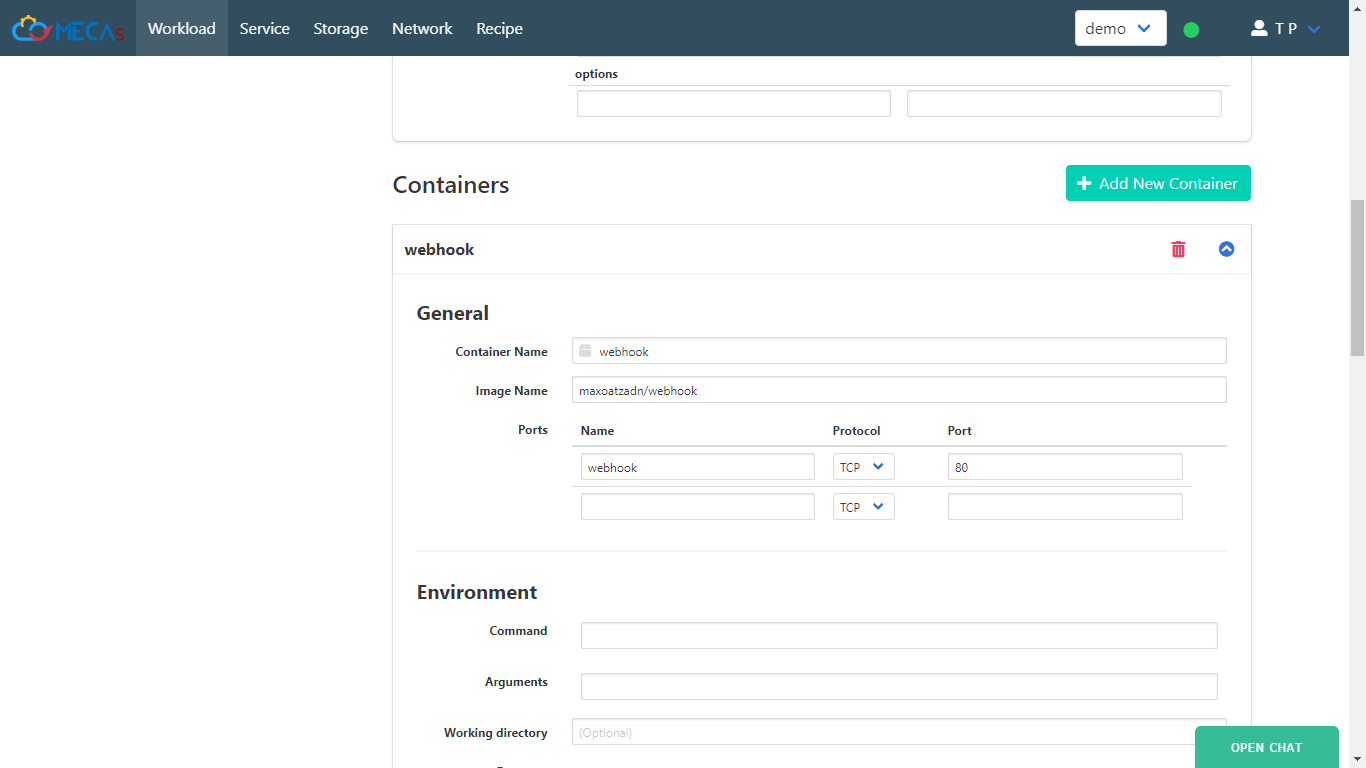 MECAs
Workload Service Storage Network Recipe demo T P
options
Containers
Add New Container
webhook
General
Container Name webhook
Image Name maxoatzadn/webhook
Ports Name Protocol Port
webhook TCP 80
TCP
Environment
Command
Arguments
Working directory (Optional)
OPEN CHAT